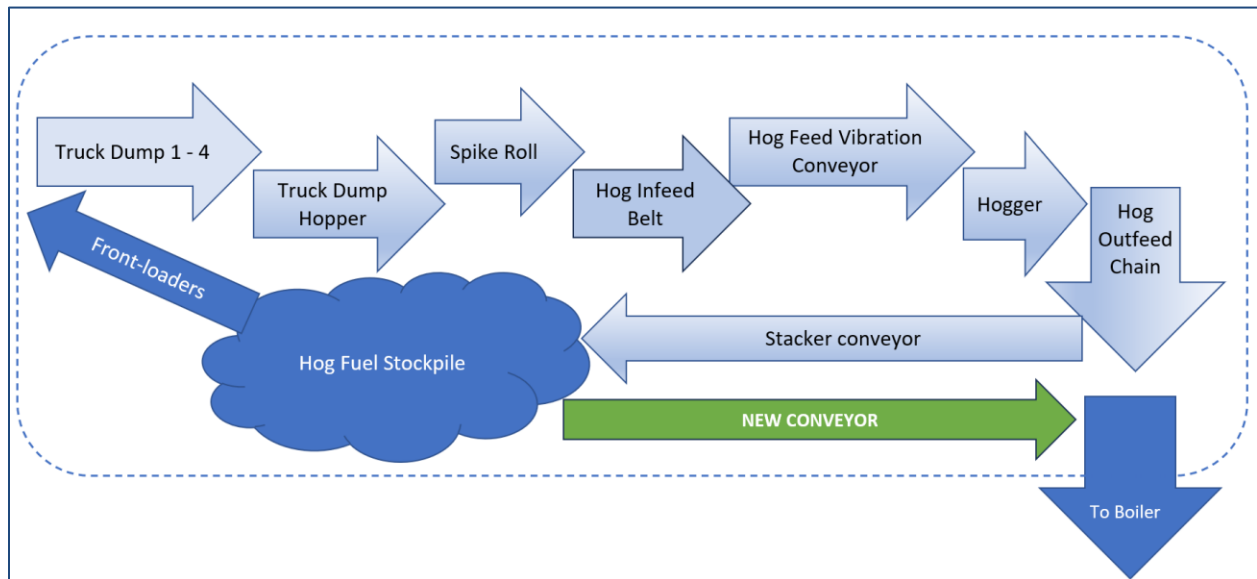 Truck Dump 1 - 4
Truck Dump
Hopper
Spike Roll
Hog Infeed
Belt
Hog Feed Vibration
Conveyor
Hogger
Hog
Outfeed
Chain
Front-loaders
Hog Fuel Stockpile
Stacker conveyor
NEW CONVEYOR
To Boiler